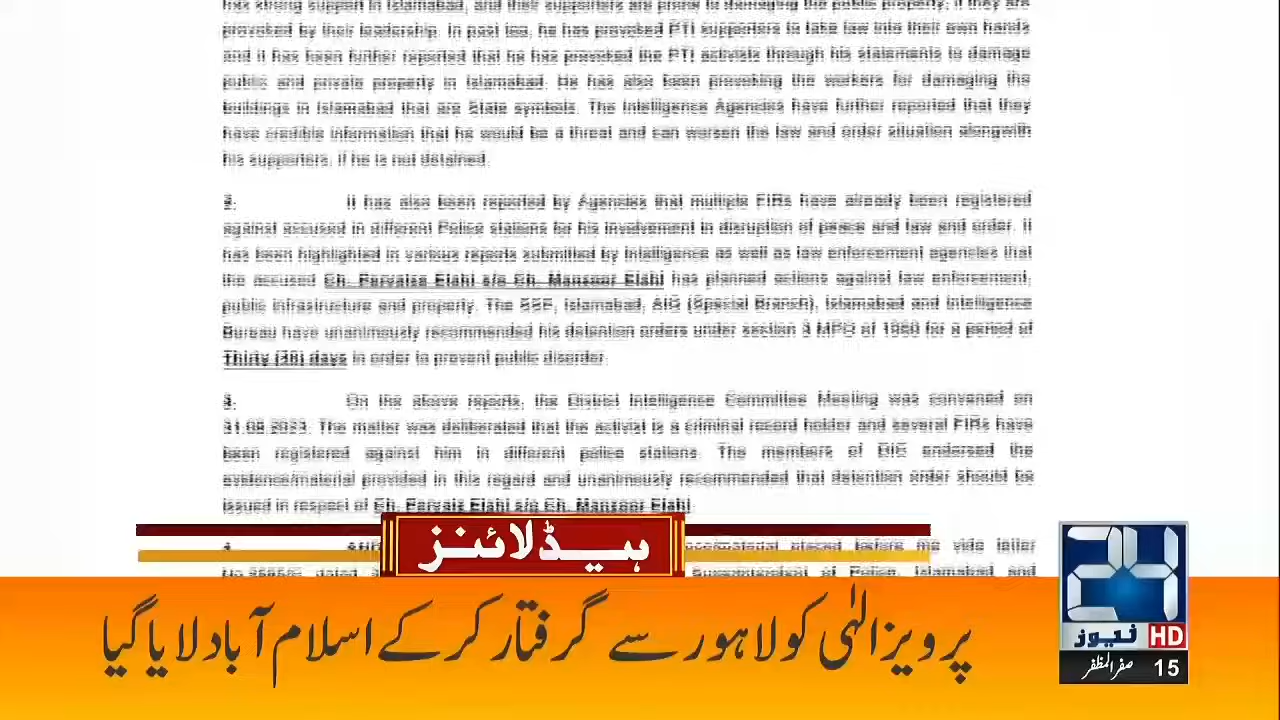 has strong support in Islamabad, and their supporters are prone to damaging the public property, if they are
provoked by their leadership. In past too, he has provoked PTI supporters to take law into their own hands
and it has been further reported that he has provoked the PTI activists through his statements to damage
public and private property in Islamabad. He has also been provoking the workers for damaging the
buildings in Islamabad that are State symbols. The Intelligence Agencies have further reported that they
have credible information that he would be a threat and can worsen the law and order situation alongwith
his supporters, if he is not detained.
2. It has also been reported by Agencies that multiple FIRs have already been registered
against accused in different Police stations for his involvement in disruption of peace and law and order. It
has been highlighted in various reports submitted by Intelligence as well as law enforcement agencies that
the accused Ch. Parvaiz Elahi s/o Ch. Manzoor Elahi has planned actions against law enforcement,
public infrastructure and property. The SSP, Islamabad, AIG (Special Branch), Islamabad and Intelligence
Bureau have unanimously recommended his detention orders under section 3 MPO of 1960 for a period of
Thirty (30) days in order to prevent public disorder.
3. On the above reports, the District Intelligence Committee Meeting was convened on
31.08.2023. The matter was deliberated that the activist is a criminal record holder and several FIRs have
been registered against him in different police stations. The members of DIC endorsed the
evidence/material provided in this regard and unanimously recommended that detention order should be
issued in respect of Ch. Parvaiz Elahi s/o Ch. Manzoor Elahi.
4. placed before me vide letter
dated Superintendent of Police, Islamabad and
ہیڈلائنز
پرویزالٰہی کو لاہور سے گرفتار کرکے اسلام آباد لایا گیا
24
نیوز HD
15 صفرالمظفر